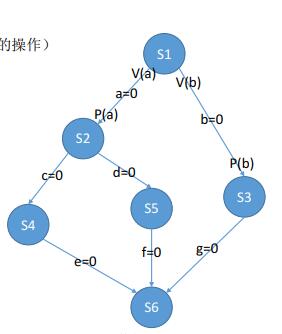 的操作）
S1
V(a)
V(b)
a=0
P(a)
b=0
S2
P(b)
c=0
d=0
S3
S4
S5
e=0
f=0
g=0
S6